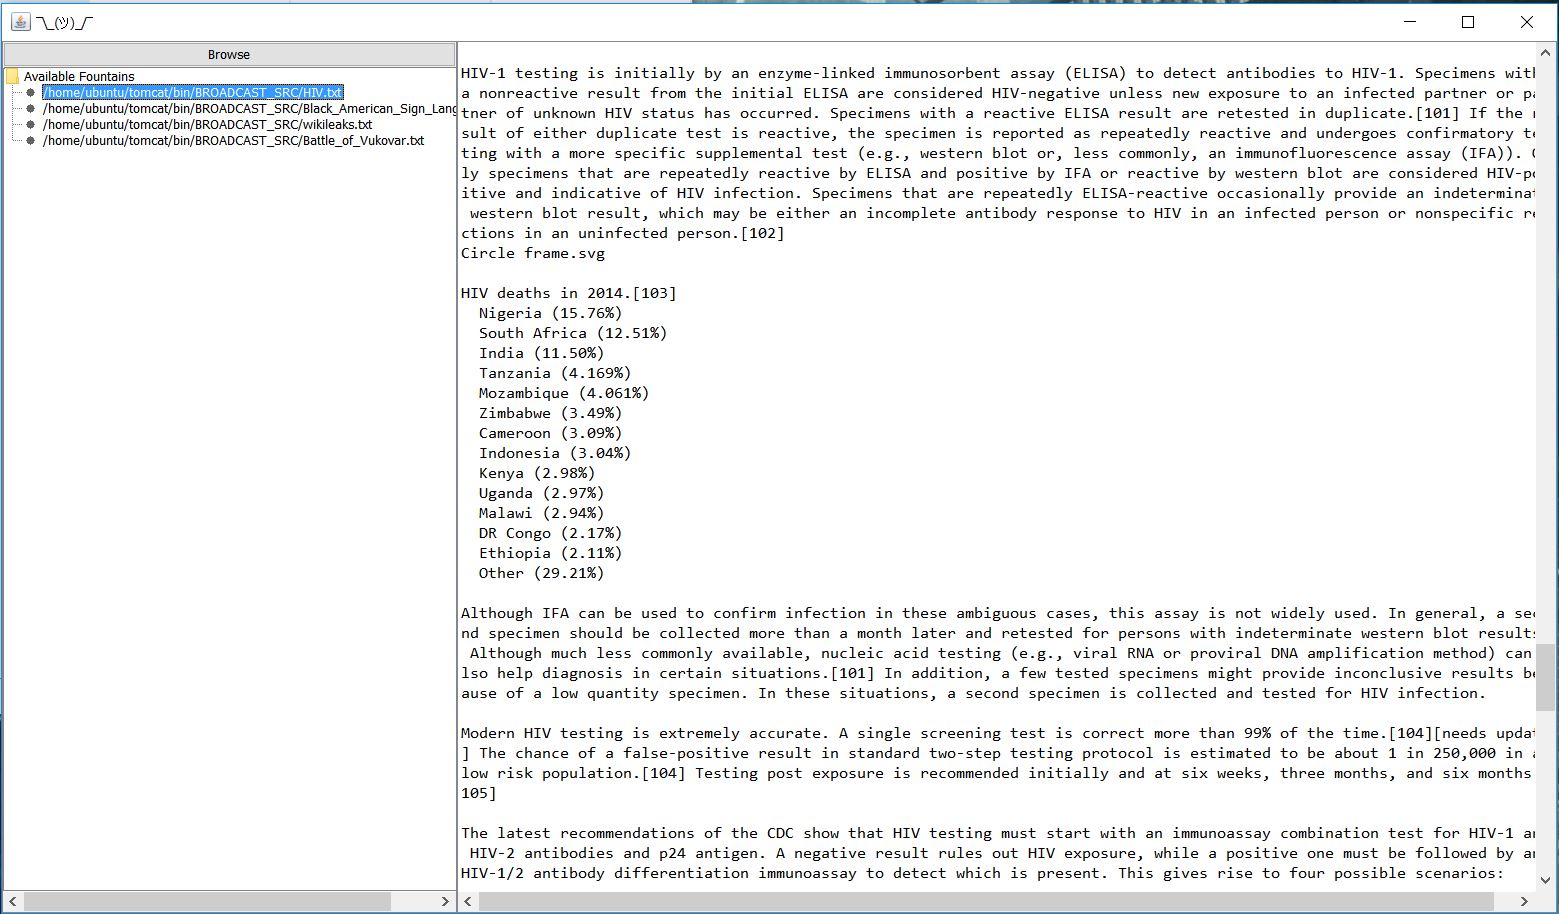 ¯\_(ツ)_/¯
Browse
Available Fountains
/home/ubuntu/tomcat/bin/BROADCAST_SRC/HIV.txt
/home/ubuntu/tomcat/bin/BROADCAST_SRC/Black_American_Sign_Lang
/home/ubuntu/tomcat/bin/BROADCAST_SRC/wikileaks.txt
/home/ubuntu/tomcat/bin/BROADCAST_SRC/Battle_of_Vukovar.txt
HIV-1 testing is initially by an enzyme-linked immunosorbent assay (ELISA) to detect antibodies to HIV-1. Specimens with
a nonreactive result from the initial ELISA are considered HIV-negative unless new exposure to an infected partner or pa
tner of unknown HIV status has occurred. Specimens with a reactive ELISA result are retested in duplicate.[101] If the r
sult of either duplicate test is reactive, the specimen is reported as repeatedly reactive and undergoes confirmatory te
ting with a more specific supplemental test (e.g., western blot or, less commonly, an immunofluorescence assay (IFA)). O
ly specimens that are repeatedly reactive by ELISA and positive by IFA or reactive by western blot are considered HIV-po
itive and indicative of HIV infection. Specimens that are repeatedly ELISA-reactive occasionally provide an indeterminat
western blot result, which may be either an incomplete antibody response to HIV in an infected person or nonspecific re
ctions in an uninfected person.[102]
Circle frame.svg
HIV deaths in 2014.[103]
Nigeria (15.76%)
South Africa (12.51%)
India (11.50%)
Tanzania (4.169%)
Mozambique (4.061%)
Zimbabwe (3.49%)
Cameroon (3.09%)
Indonesia (3.04%)
Kenya (2.98%)
Uganda (2.97%)
Malawi (2.94%)
DR Congo (2.17%)
Ethiopia (2.11%)
Other (29.21%)
Although IFA can be used to confirm infection in these ambiguous cases, this assay is not widely used. In general, a sec
nd specimen should be collected more than a month later and retested for persons with indeterminate western blot results
Although much less commonly available, nucleic acid testing (e.g., viral RNA or proviral DNA amplification method) can
lso help diagnosis in certain situations.[101] In addition, a few tested specimens might provide inconclusive results be
ause of a low quantity specimen. In these situations, a second specimen is collected and tested for HIV infection.
Modern HIV testing is extremely accurate. A single screening test is correct more than 99% of the time.[104][needs updat
] The chance of a false-positive result in standard two-step testing protocol is estimated to be about 1 in 250,000 in a
low risk population.[104] Testing post exposure is recommended initially and at six weeks, three months, and six months
105]
The latest recommendations of the CDC show that HIV testing must start with an immunoassay combination test for HIV-1 an
HIV-2 antibodies and p24 antigen. A negative result rules out HIV exposure, while a positive one must be followed by an
HIV-1/2 antibody differentiation immunoassay to detect which is present. This gives rise to four possible scenarios: